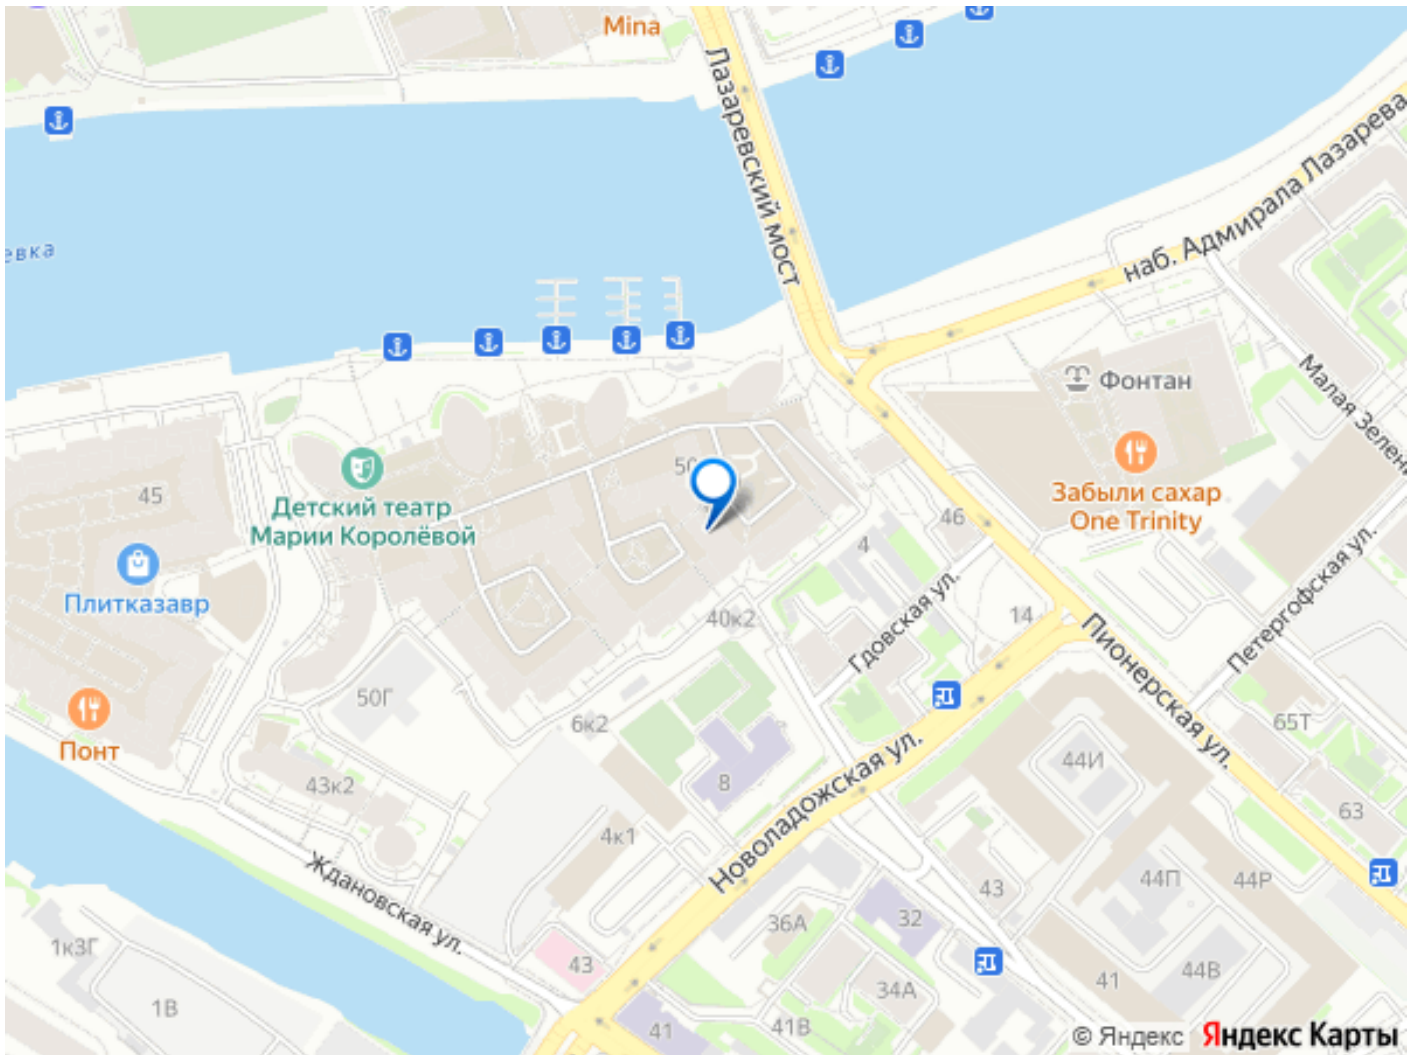 Mina
Лазаревский мост
наб. Адмирала Лазарева
евка
Фонтан
Малая Зелен
Забыли сахар
One Trinity
50
45
Детский театр
Марии Королёвой
Плитказавр
46
4
Гдовская ул.
Петергофская ул.
40к2
14
Пионерская ул.
50Г
6к2
65Т
Понт
43к2
8
44И
63
Новоладожская ул.
4к1
Ждановская ул.
43
44П
44Р
36А
32
1к3Г
43
41
44В
34А
1В
41
41В
© Яндекс Яндекс Карты